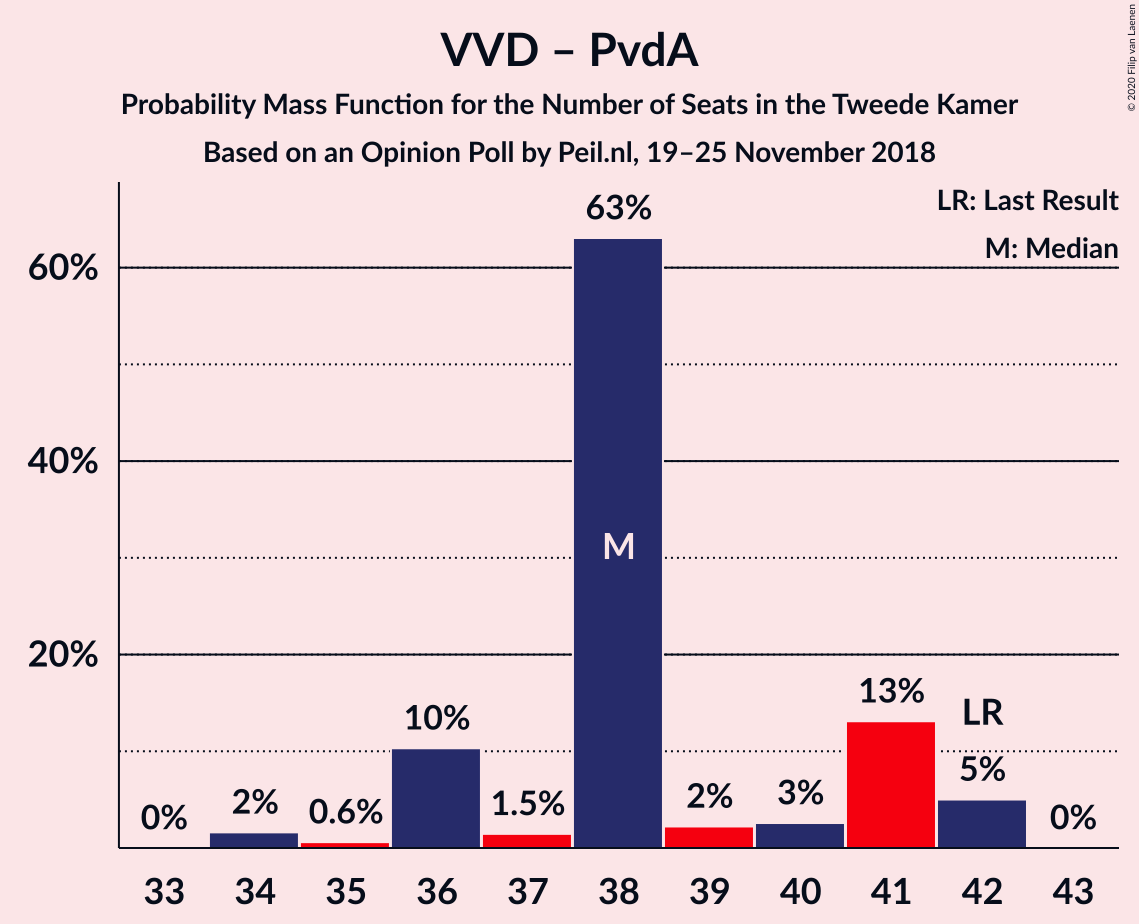 VVD – PvdA
Probability Mass Function for the Number of Seats in the Tweede Kamer
Based on an Opinion Poll by Peil.nl, 19–25 November 2018
© 2020 Filip van Laenen
LR: Last Result
M: Median
60%
40%
20%
0%
2%
0.6%
10%
1.5%
63%
M
2%
3%
13%
LR
5%
0%
33 34 35 36 37 38 39 40 41 42 43